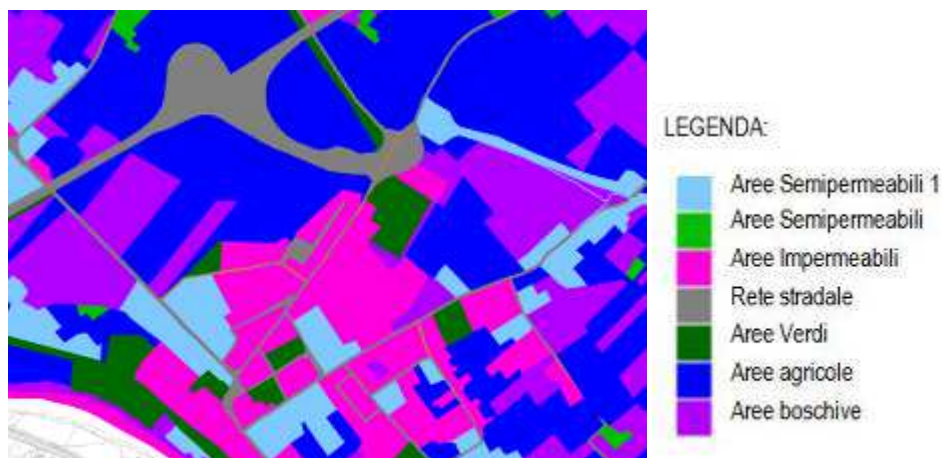 LEGENDA:
Aree Semipermeabili 1
Aree Semipermeabili
Aree Impermeabili
Rete stradale
Aree Verdi
Aree agricole
Aree boschive